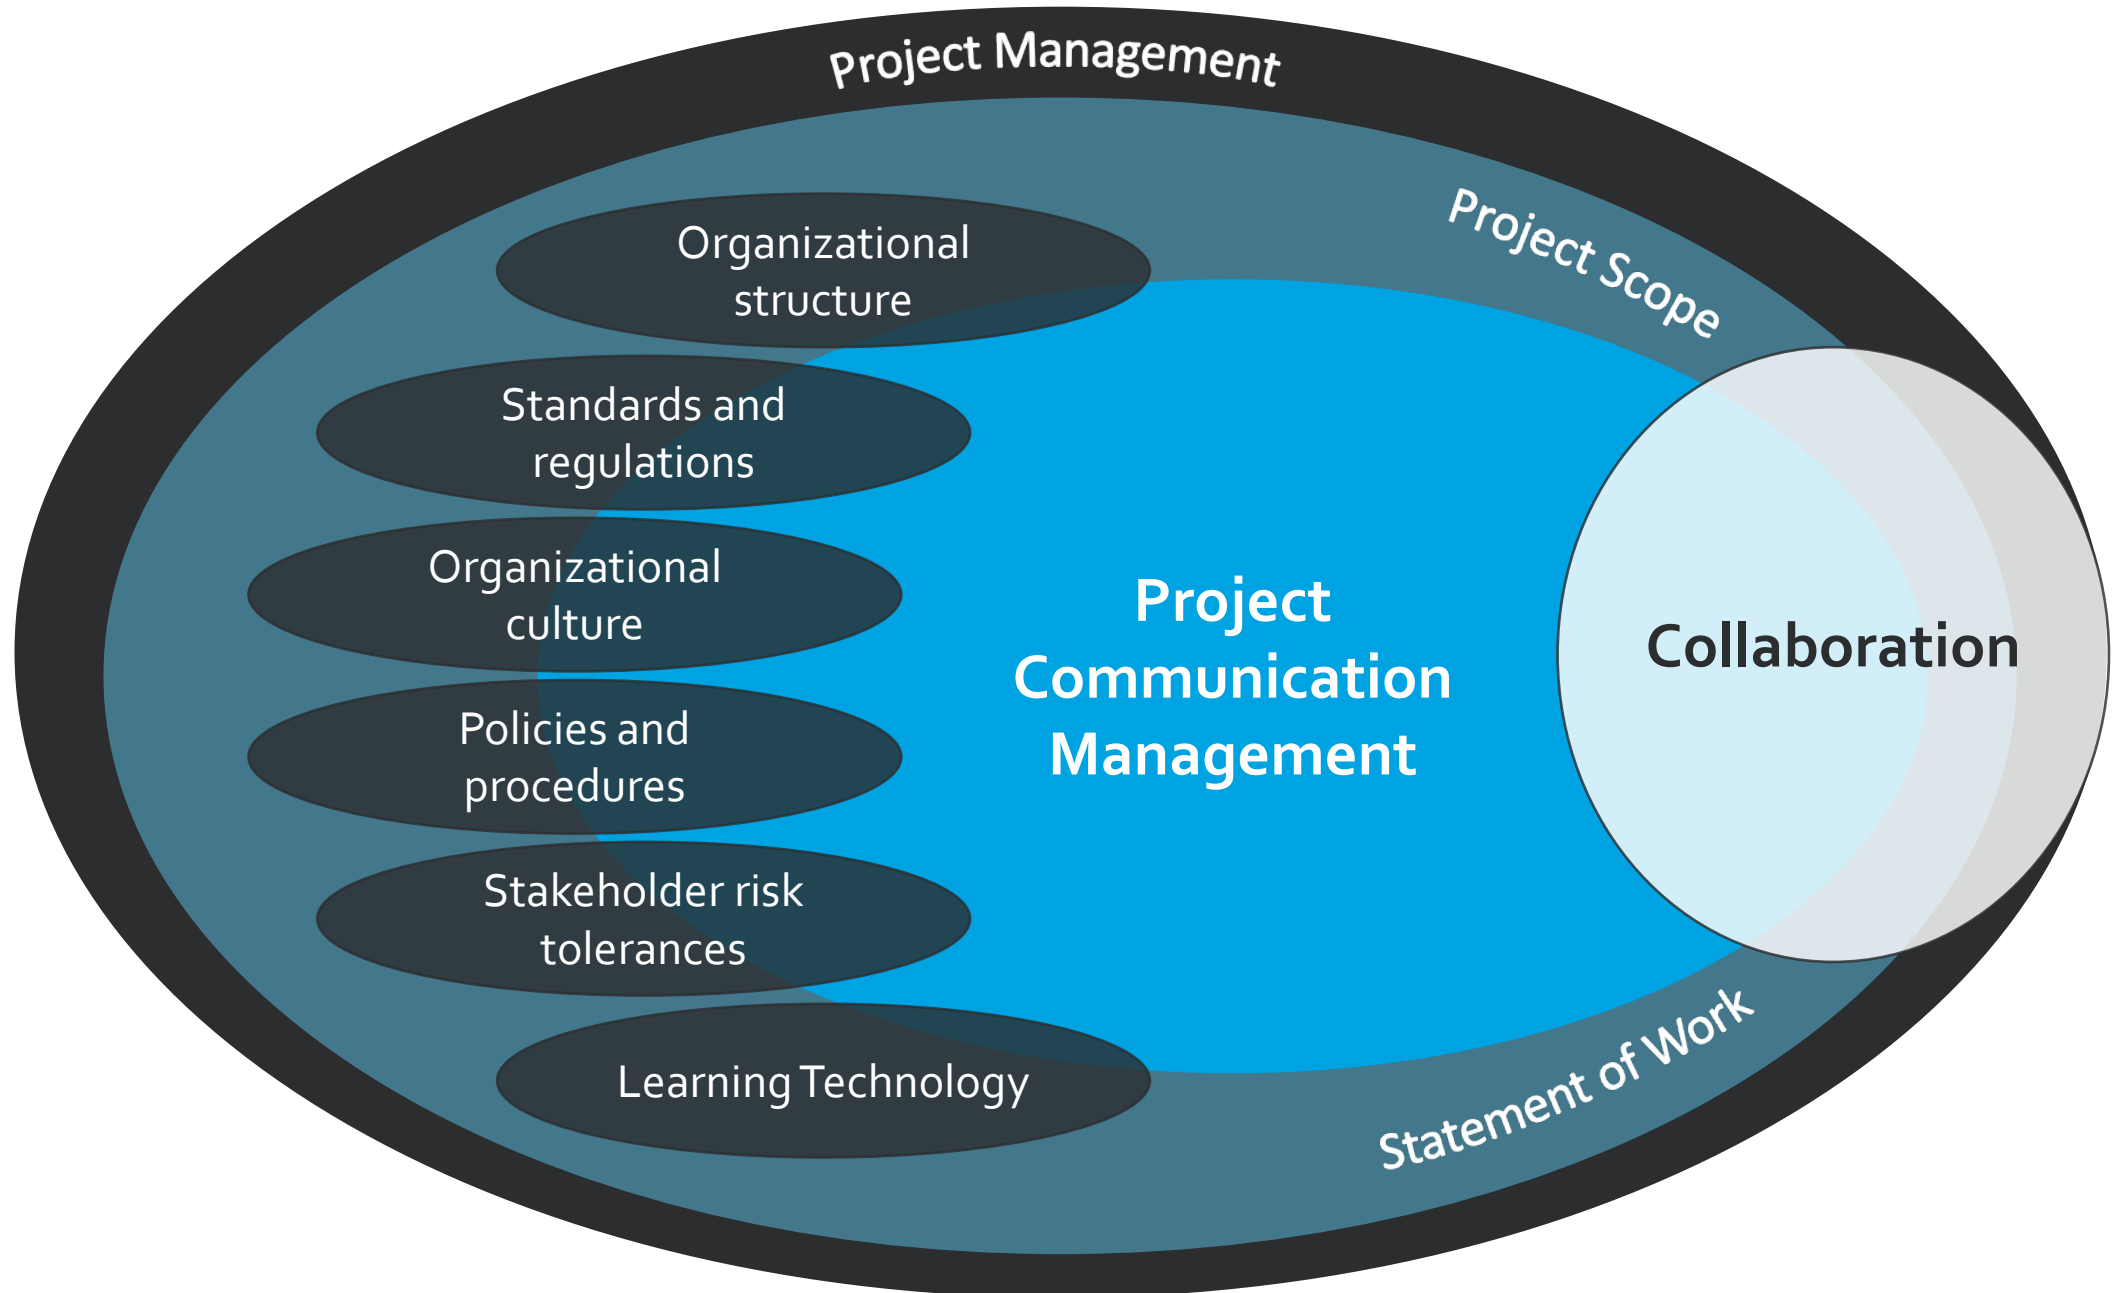 Project Management
Project Scope
Organizational
structure
Standards and
regulations
Organizational
culture
Policies and
procedures
Stakeholder risk
tolerances
Learning Technology
Project
Communication
Management
Collaboration
Statement of Work